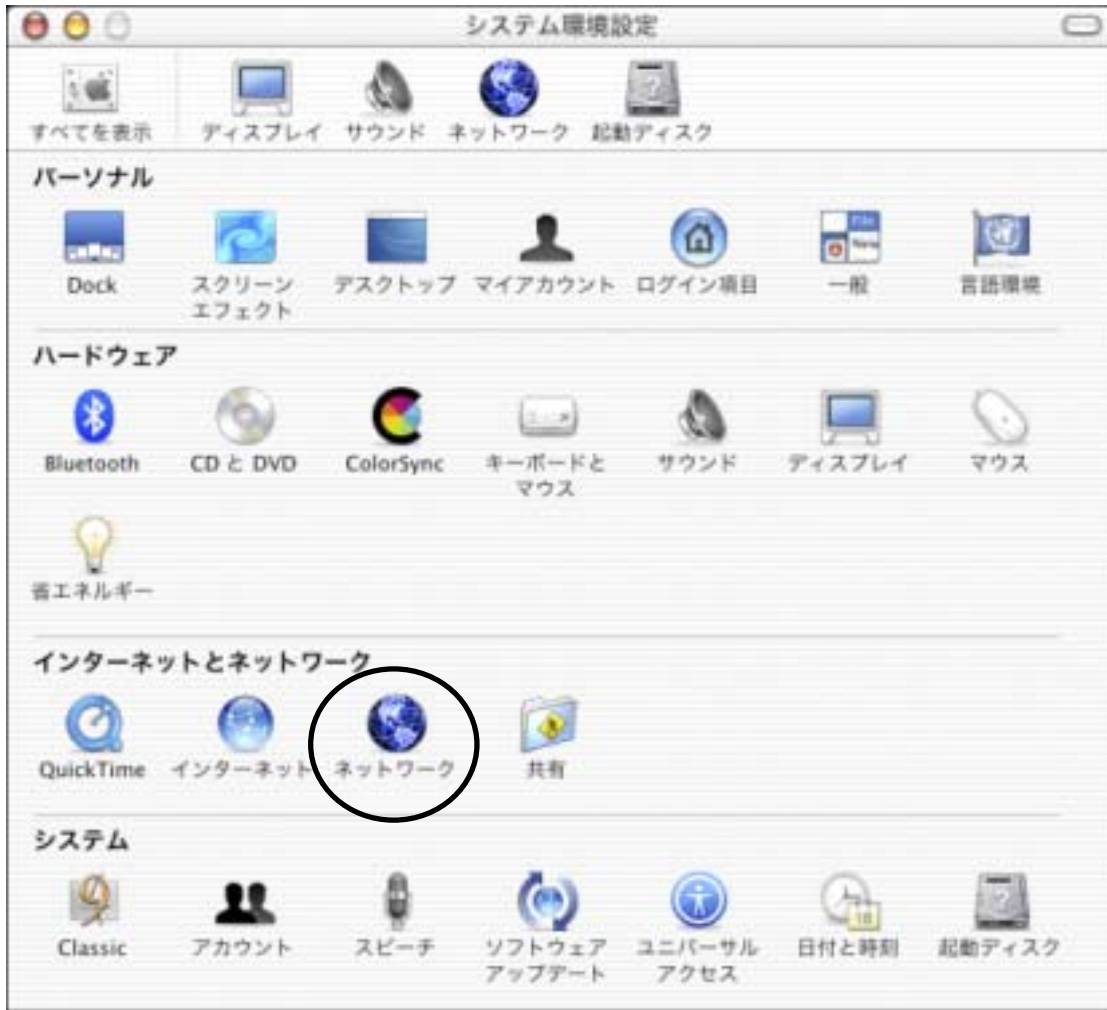 システム環境設定
すべてを表示 ディスプレイ サウンド ネットワーク 起動ディスク
パーソナル
Dock スクリーン デスクトップ マイアカウント ログイン項目 一般 言語環境
エフェクト
ハードウェア
Bluetooth CD と DVD ColorSync キーボードと サウンド ディスプレイ マウス
マウス
省エネルギー
インターネットとネットワーク
QuickTime インターネット ネットワーク 共有
システム
Classic アカウント スピーチ ソフトウェア ユニバーサル 日付と時刻 起動ディスク
アップデート アクセス